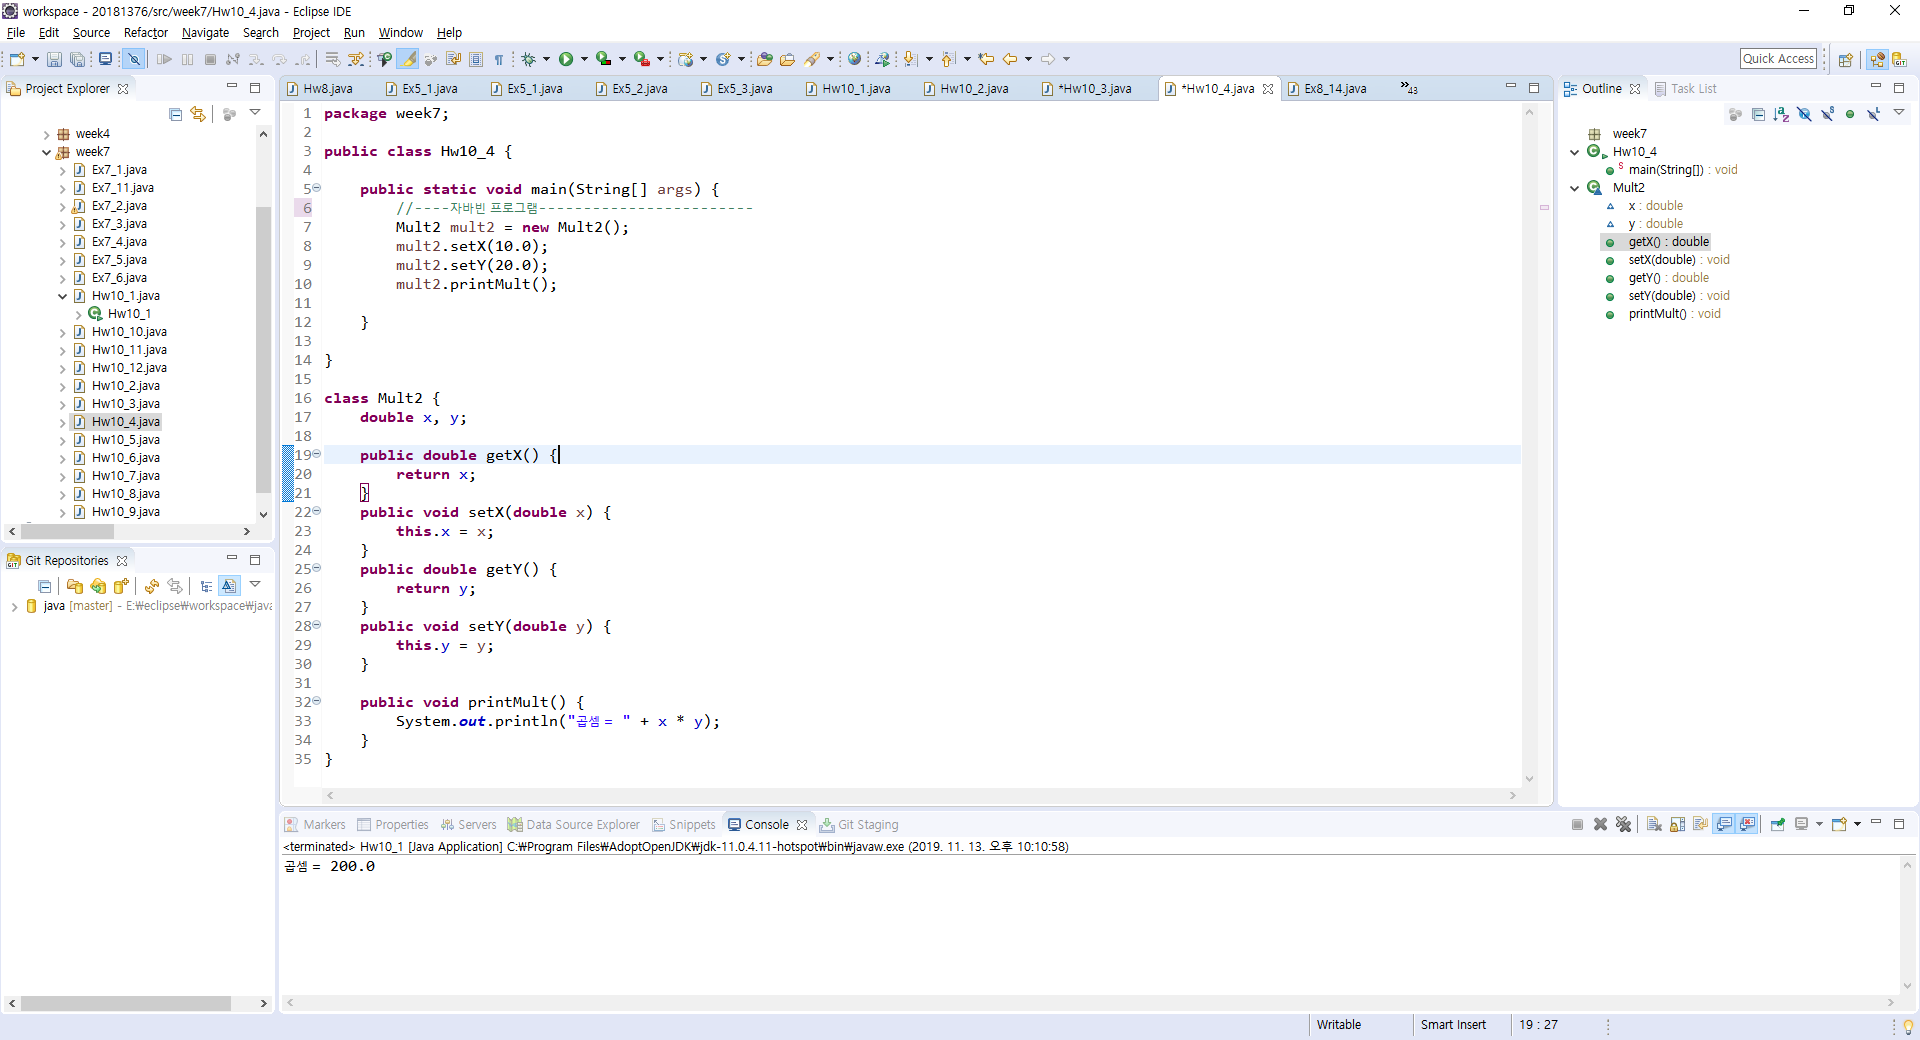 workspace - 20181376/src/week7/Hw10_4.java - Eclipse IDE
File Edit Source Refactor Navigate Search Project Run Window Help
Quick Access
Project Explorer
week4
week7
Ex7_1.java
Ex7_11.java
Ex7_2.java
Ex7_3.java
Ex7_4.java
Ex7_5.java
Ex7_6.java
Hw10_1.java
Hw10_1
Hw10_10.java
Hw10_11.java
Hw10_12.java
Hw10_2.java
Hw10_3.java
Hw10_4.java
Hw10_5.java
Hw10_6.java
Hw10_7.java
Hw10_8.java
Hw10_9.java
Git Repositories
java [master] - E:₩eclipse₩workspace₩java
Hw8.java Ex5_1.java Ex5_1.java Ex5_2.java Ex5_3.java Hw10_1.java Hw10_2.java *Hw10_3.java *Hw10_4.java Ex8_14.java »43
1 package week7;
2
3 public class Hw10_4 {
4
5     public static void main(String[] args) {
6         //----자바빈 프로그램------------------------
7         Mult2 mult2 = new Mult2();
8         mult2.setX(10.0);
9         mult2.setY(20.0);
10         mult2.printMult();
11
12     }
13
14 }
15
16 class Mult2 {
17     double x, y;
18
19     public double getX() {
20         return x;
21     }
22     public void setX(double x) {
23         this.x = x;
24     }
25     public double getY() {
26         return y;
27     }
28     public void setY(double y) {
29         this.y = y;
30     }
31
32     public void printMult() {
33         System.out.println("곱셈 = " + x * y);
34     }
35 }
Outline Task List
week7
Hw10_4
main(String[]) : void
Mult2
x : double
y : double
getX() : double
setX(double) : void
getY() : double
setY(double) : void
printMult() : void
Markers Properties Servers Data Source Explorer Snippets Console Git Staging
<terminated> Hw10_1 [Java Application] C:₩Program Files₩AdoptOpenJDK₩jdk-11.0.4.11-hotspot₩bin₩javaw.exe (2019. 11. 13. 오후 10:10:58)
곱셈 = 200.0
Writable Smart Insert 19 : 27